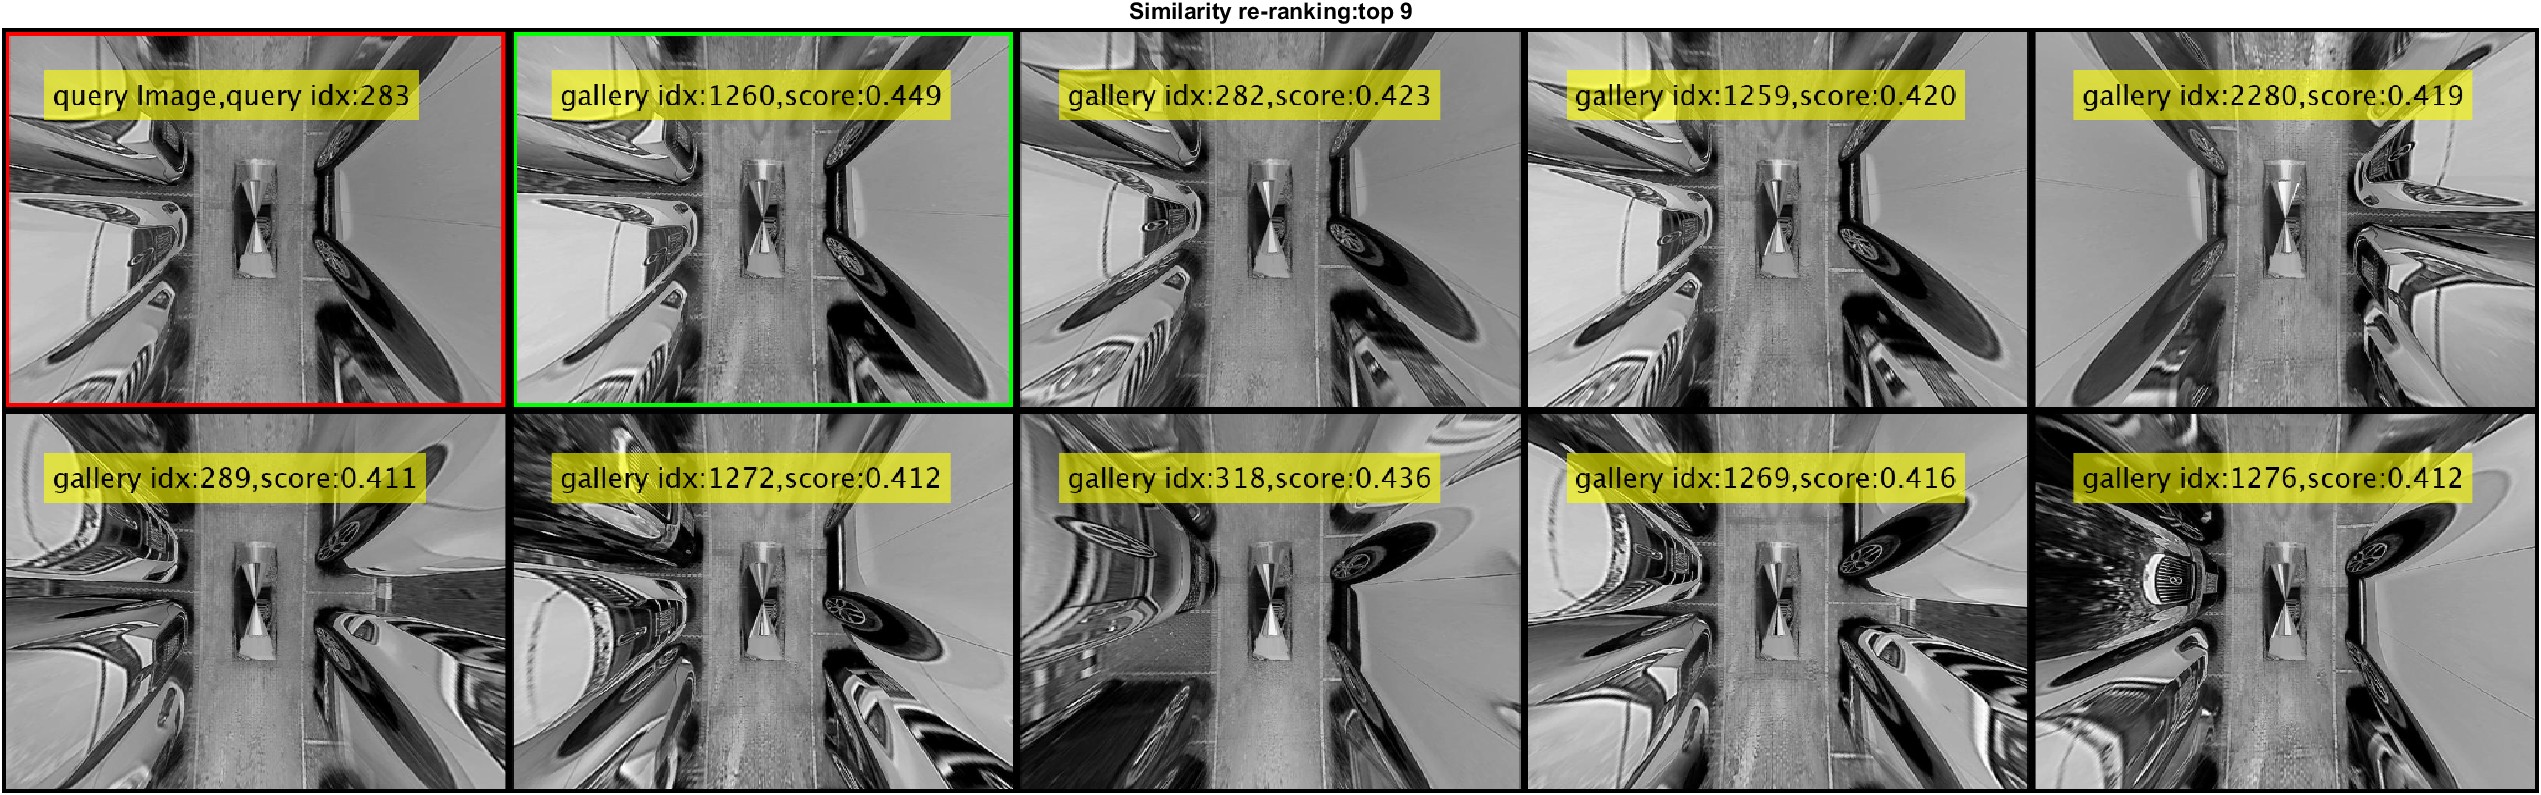 Similarity re-ranking:top 9
query Image,query idx:283
gallery idx:1260,score:0.449
gallery idx:282,score:0.423
gallery idx:1259,score:0.420
gallery idx:2280,score:0.419
gallery idx:289,score:0.411
gallery idx:1272,score:0.412
gallery idx:318,score:0.436
gallery idx:1269,score:0.416
gallery idx:1276,score:0.412